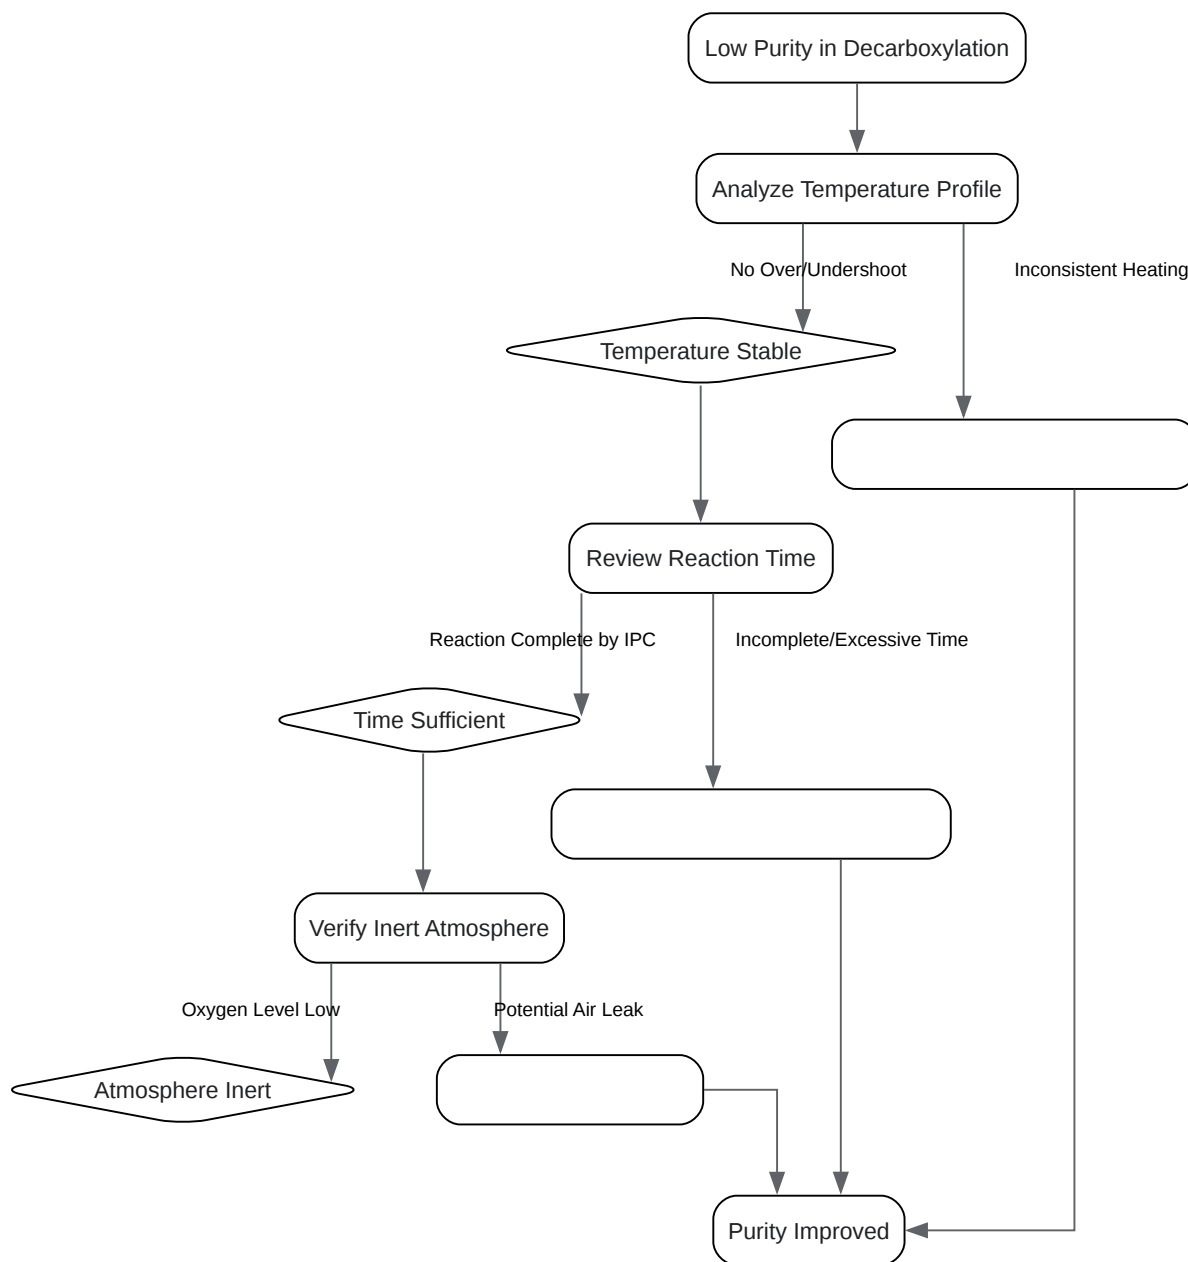 Low Purity in Decarboxylation
Analyze Temperature Profile
No Over/Undershoot
Inconsistent Heating
Temperature Stable
Review Reaction Time
Reaction Complete by IPC
Incomplete/Excessive Time
Time Sufficient
Verify Inert Atmosphere
Oxygen Level Low
Potential Air Leak
Atmosphere Inert
Purity Improved